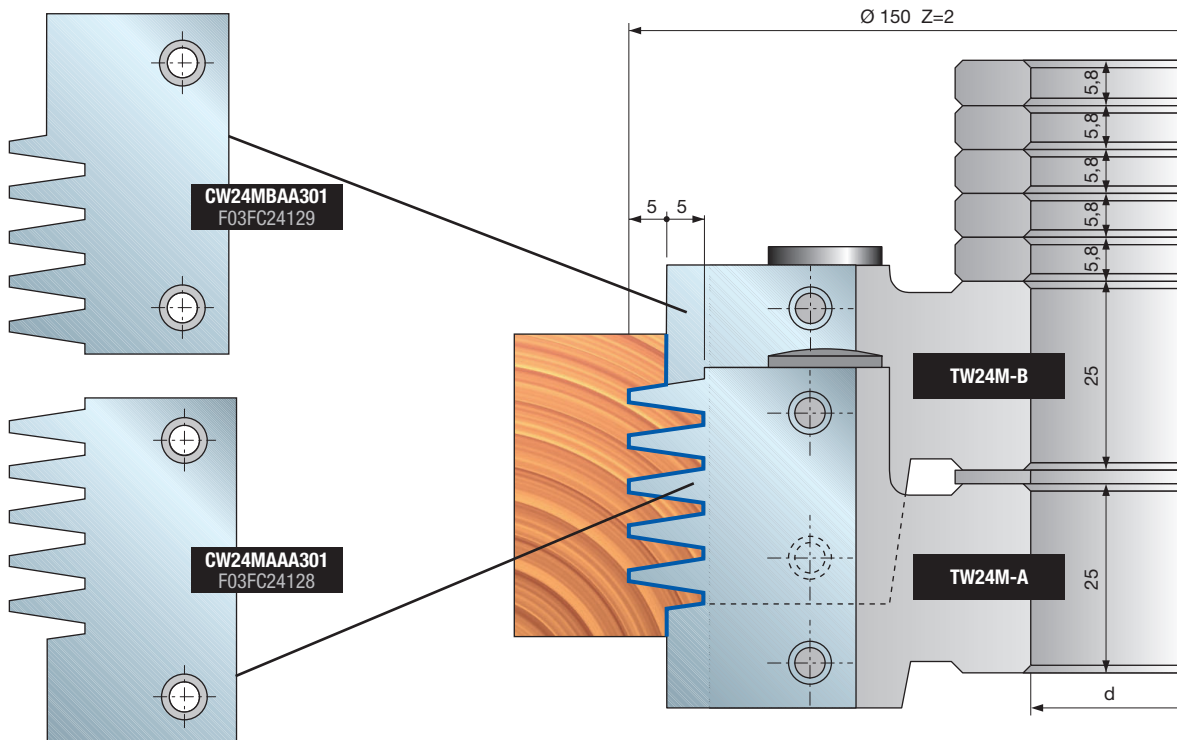 Ø 150 Z=2
5,8
5,8
5,8
5,8
5,8
CW24MBAA301
F03FC24129
5 5
TW24M-B
25
CW24MAAA301
F03FC24128
TW24M-A
25
d